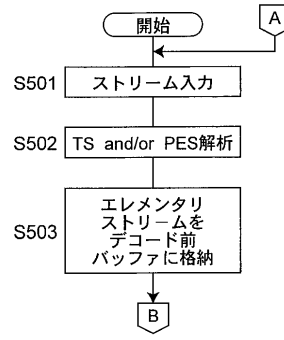 開始
A
S501
ストリーム入力
S502
TS and/or PES解析
S503
エレメンタリ
ストリームを
デコード前
バッファに格納
B